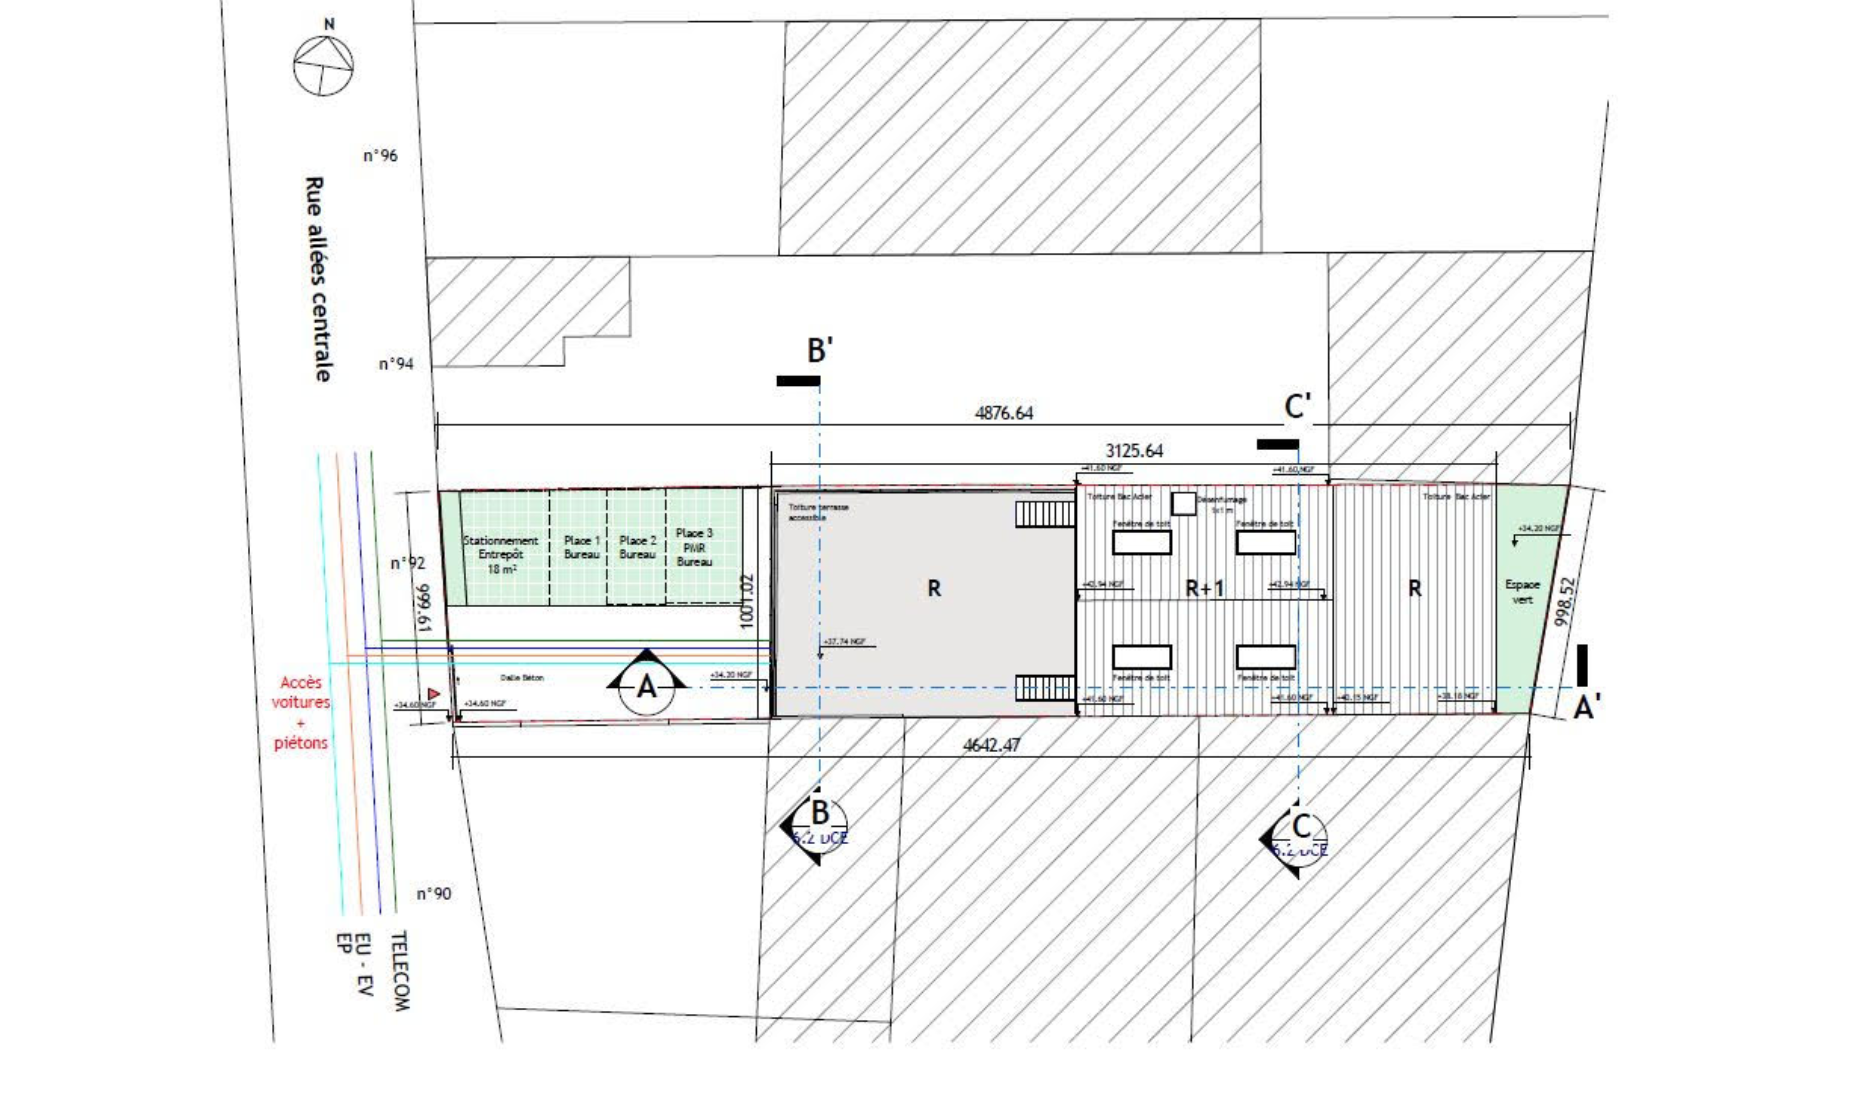 N
n°96
Rue allées centrale
n°94
B'
C'
4876.64
3125.64
+41.60 NGF
+41.60 NGF
Toiture terrasse
accessible
Toiture Bac Acier
Désenfumage
1x1 m
Toiture Bac Acier
Fenêtre de toit
Fenêtre de toit
+34.20 NGF
Stationnement
Entrepôt
18 m²
Place 1
Bureau
Place 2
Bureau
Place 3
PMR
Bureau
n°92
999.61
1001.02
R
+42.94 NGF
R+1
+42.94 NGF
R
Espace
vert
998.52
+37.74 NGF
Accès
voitures
+
piétons
Dalle Béton
A
+34.20 NGF
Fenêtre de toit
Fenêtre de toit
+34.60 NGF
+34.60 NGF
+41.60 NGF
+41.60 NGF
+40.15 NGF
+38.18 NGF
A'
4642.47
B
6.2 DCE
C
6.2 DCE
n°90
EP
EU - EV
TELECOM